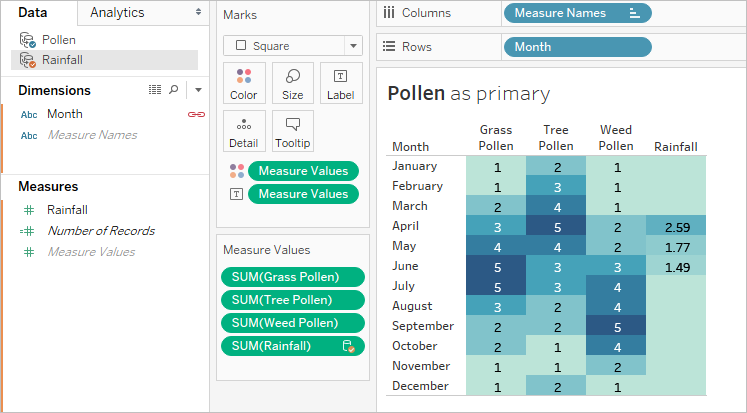 Data
Analytics
Pollen
Rainfall
Dimensions
Abc Month
Abc Measure Names
Measures
# Rainfall
=# Number of Records
# Measure Values
Marks
Square
Color
Size
T
Label
Detail
Tooltip
Measure Values
T Measure Values
Measure Values
SUM(Grass Pollen)
SUM(Tree Pollen)
SUM(Weed Pollen)
SUM(Rainfall)
Columns Measure Names
Rows Month
Pollen as primary
Grass Tree Weed
Month Pollen Pollen Pollen Rainfall
January 1 2 1
February 1 3 1
March 2 4 1
April 3 5 2 2.59
May 4 4 2 1.77
June 5 3 3 1.49
July 5 3 4
August 3 2 4
September 2 2 5
October 2 1 4
November 1 1 2
December 1 2 1